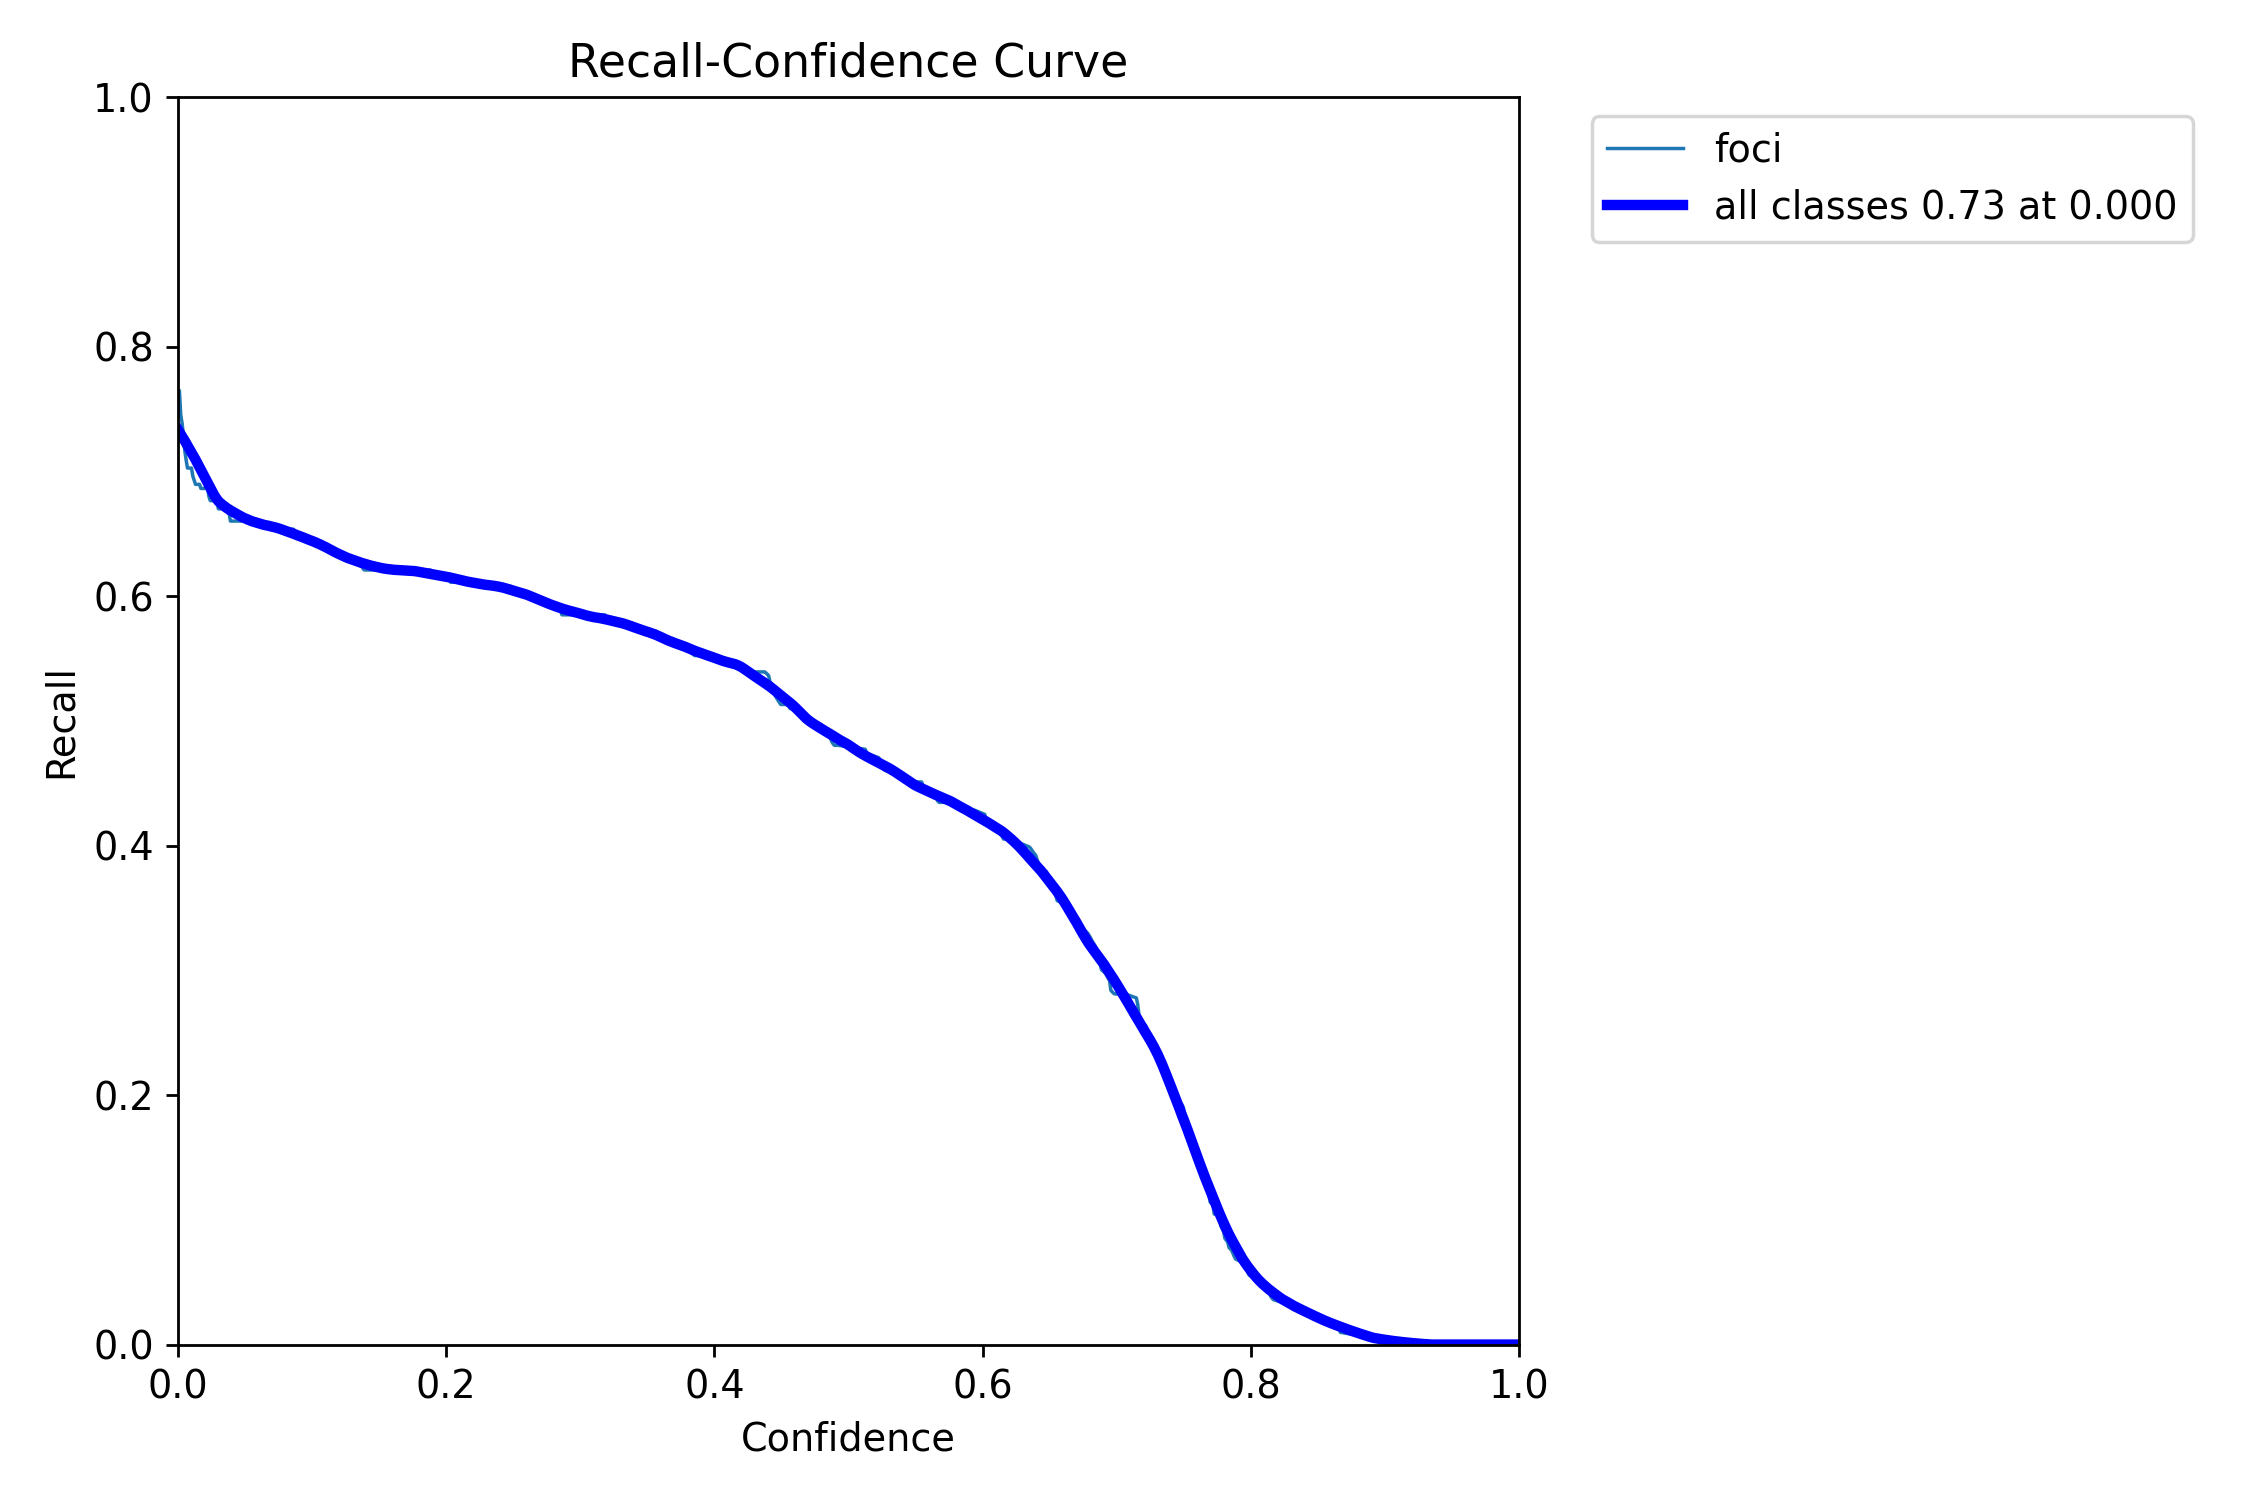 Recall-Confidence Curve
1.0
0.8
0.6
0.4
0.2
0.0
Recall
0.0 0.2 0.4 0.6 0.8 1.0
Confidence
foci
all classes 0.73 at 0.000